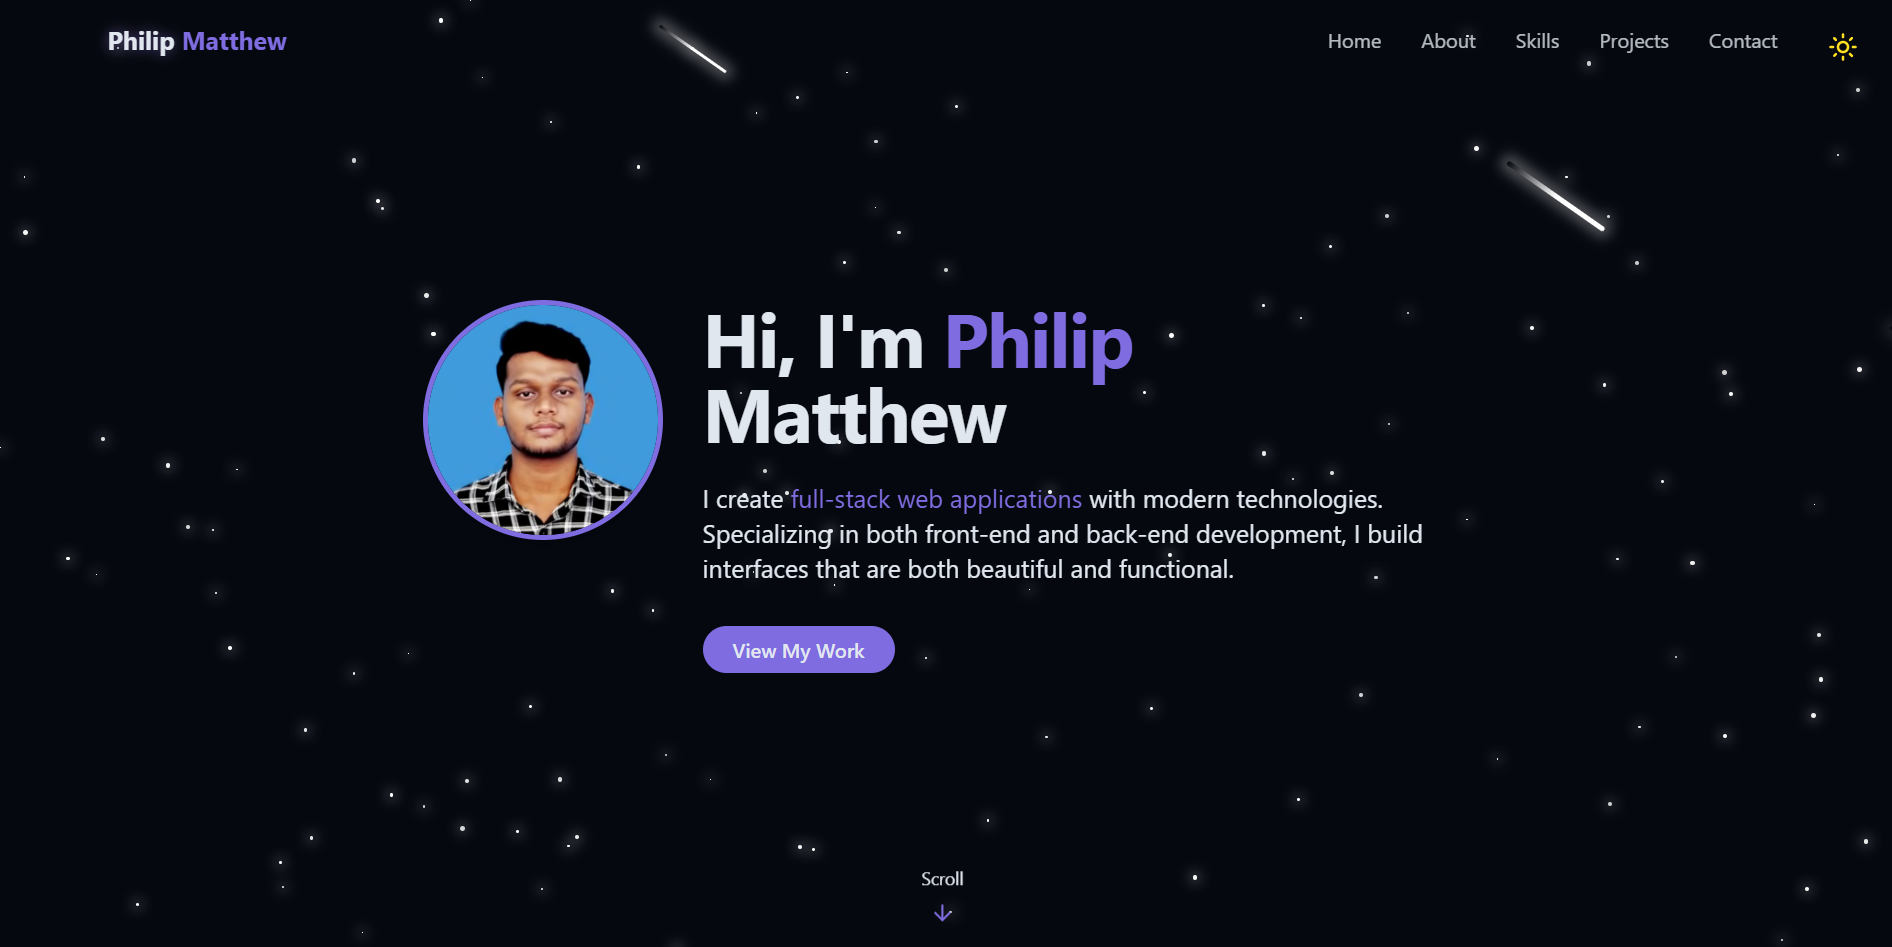 Philip Matthew
Home About Skills Projects Contact
Hi, I'm Philip
Matthew
I create full-stack web applications with modern technologies.
Specializing in both front-end and back-end development, I build
interfaces that are both beautiful and functional.
View My Work
Scroll